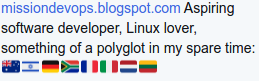 missiondevops.blogspot.com Aspiring
software developer, Linux lover,
something of a polyglot in my spare time:
🇦🇺🇮🇱🇩🇪🇿🇦🇫🇷🇮🇹🇳🇱🇱🇹